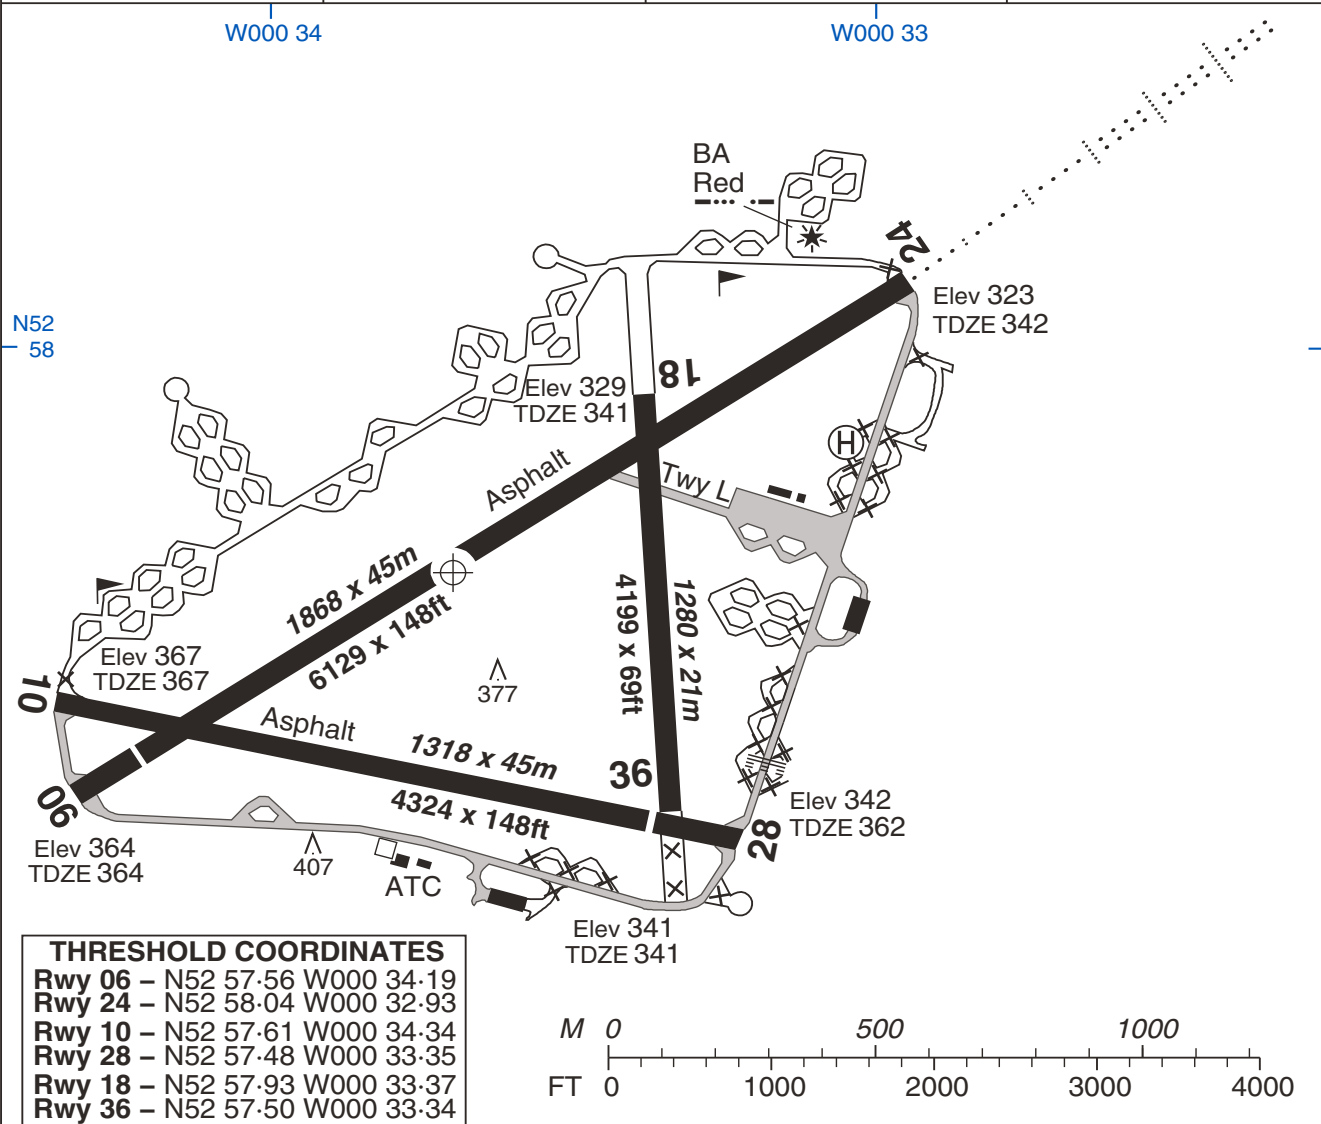 W000 34
W000 33
BA
Red
24
Elev 323
TDZE 342
N52
58
18
Elev 329
TDZE 341
H
Asphalt
Twy L
1868 x 45m
6129 x 148ft
4199 x 69ft
1280 x 21m
Elev 367
TDZE 367
377
10
Asphalt
1318 x 45m
4324 x 148ft
36
06
Elev 342
TDZE 362
28
Elev 364
TDZE 364
407
ATC
Elev 341
TDZE 341
THRESHOLD COORDINATES
Rwy 06 – N52 57·56 W000 34·19
Rwy 24 – N52 58·04 W000 32·93
Rwy 10 – N52 57·61 W000 34·34
Rwy 28 – N52 57·48 W000 33·35
Rwy 18 – N52 57·93 W000 33·37
Rwy 36 – N52 57·50 W000 33·34
M 0 500 1000
FT 0 1000 2000 3000 4000